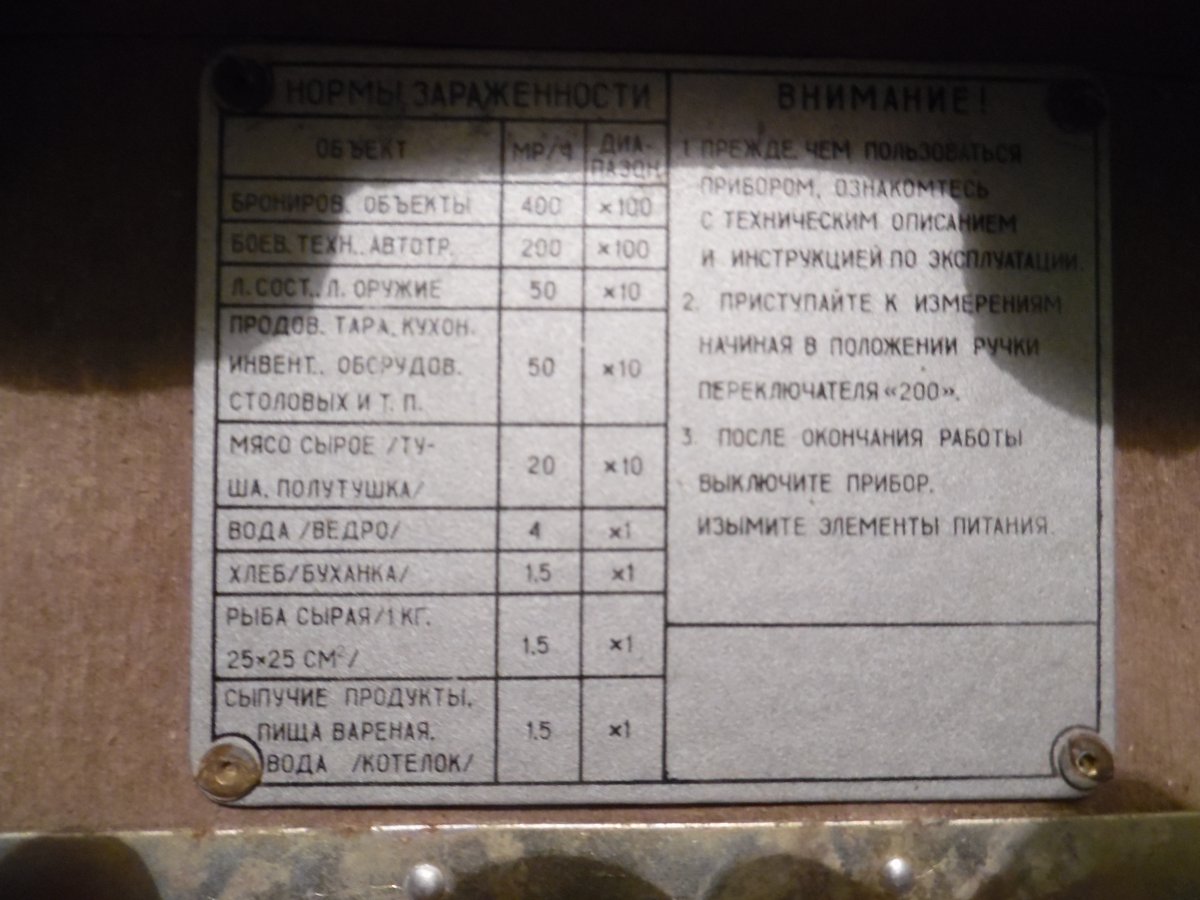 НОРМЫ ЗАРАЖЕННОСТИ
ОБЪЕКТ МР/Ч ДИА-
ПАЗОН
БРОНИРОВ. ОБЪЕКТЫ 400 ×100
БОЕВ. ТЕХН., АВТОТР. 200 ×100
Л. СОСТ., Л. ОРУЖИЕ 50 ×10
ПРОДОВ. ТАРА, КУХОН.
ИНВЕНТ., ОБСРУДОВ. 50 ×10
СТОЛОВЫХ И Т. П.
МЯСО СЫРОЕ /ТУ-
ША, ПОЛУТУШКА/ 20 ×10
ВОДА /ВЕДРО/ 4 ×1
ХЛЕБ/БУХАНКА/ 1.5 ×1
РЫБА СЫРАЯ/1 КГ.
25×25 СМ²/ 1.5 ×1
СЫПУЧИЕ ПРОДУКТЫ,
ПИЩА ВАРЕНАЯ, 1.5 ×1
ВОДА /КОТЕЛОК/
ВНИМАНИЕ!
1. ПРЕЖДЕ, ЧЕМ ПОЛЬЗОВАТЬСЯ
ПРИБОРОМ, ОЗНАКОМТЕСЬ
С ТЕХНИЧЕСКИМ ОПИСАНИЕМ
И ИНСТРУКЦИЕЙ ПО ЭКСПЛУАТАЦИИ.
2. ПРИСТУПАЙТЕ К ИЗМЕРЕНИЯМ
НАЧИНАЯ В ПОЛОЖЕНИИ РУЧКИ
ПЕРЕКЛЮЧАТЕЛЯ «200».
3. ПОСЛЕ ОКОНЧАНИЯ РАБОТЫ
ВЫКЛЮЧИТЕ ПРИБОР,
ИЗЫМИТЕ ЭЛЕМЕНТЫ ПИТАНИЯ.